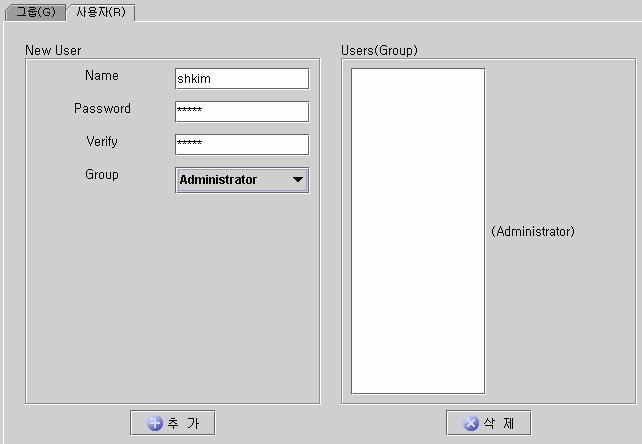 그룹(G) 사용자(R)
New User
Name shkim
Password *****
Verify *****
Group Administrator
추 가
Users(Group)
(Administrator)
삭 제